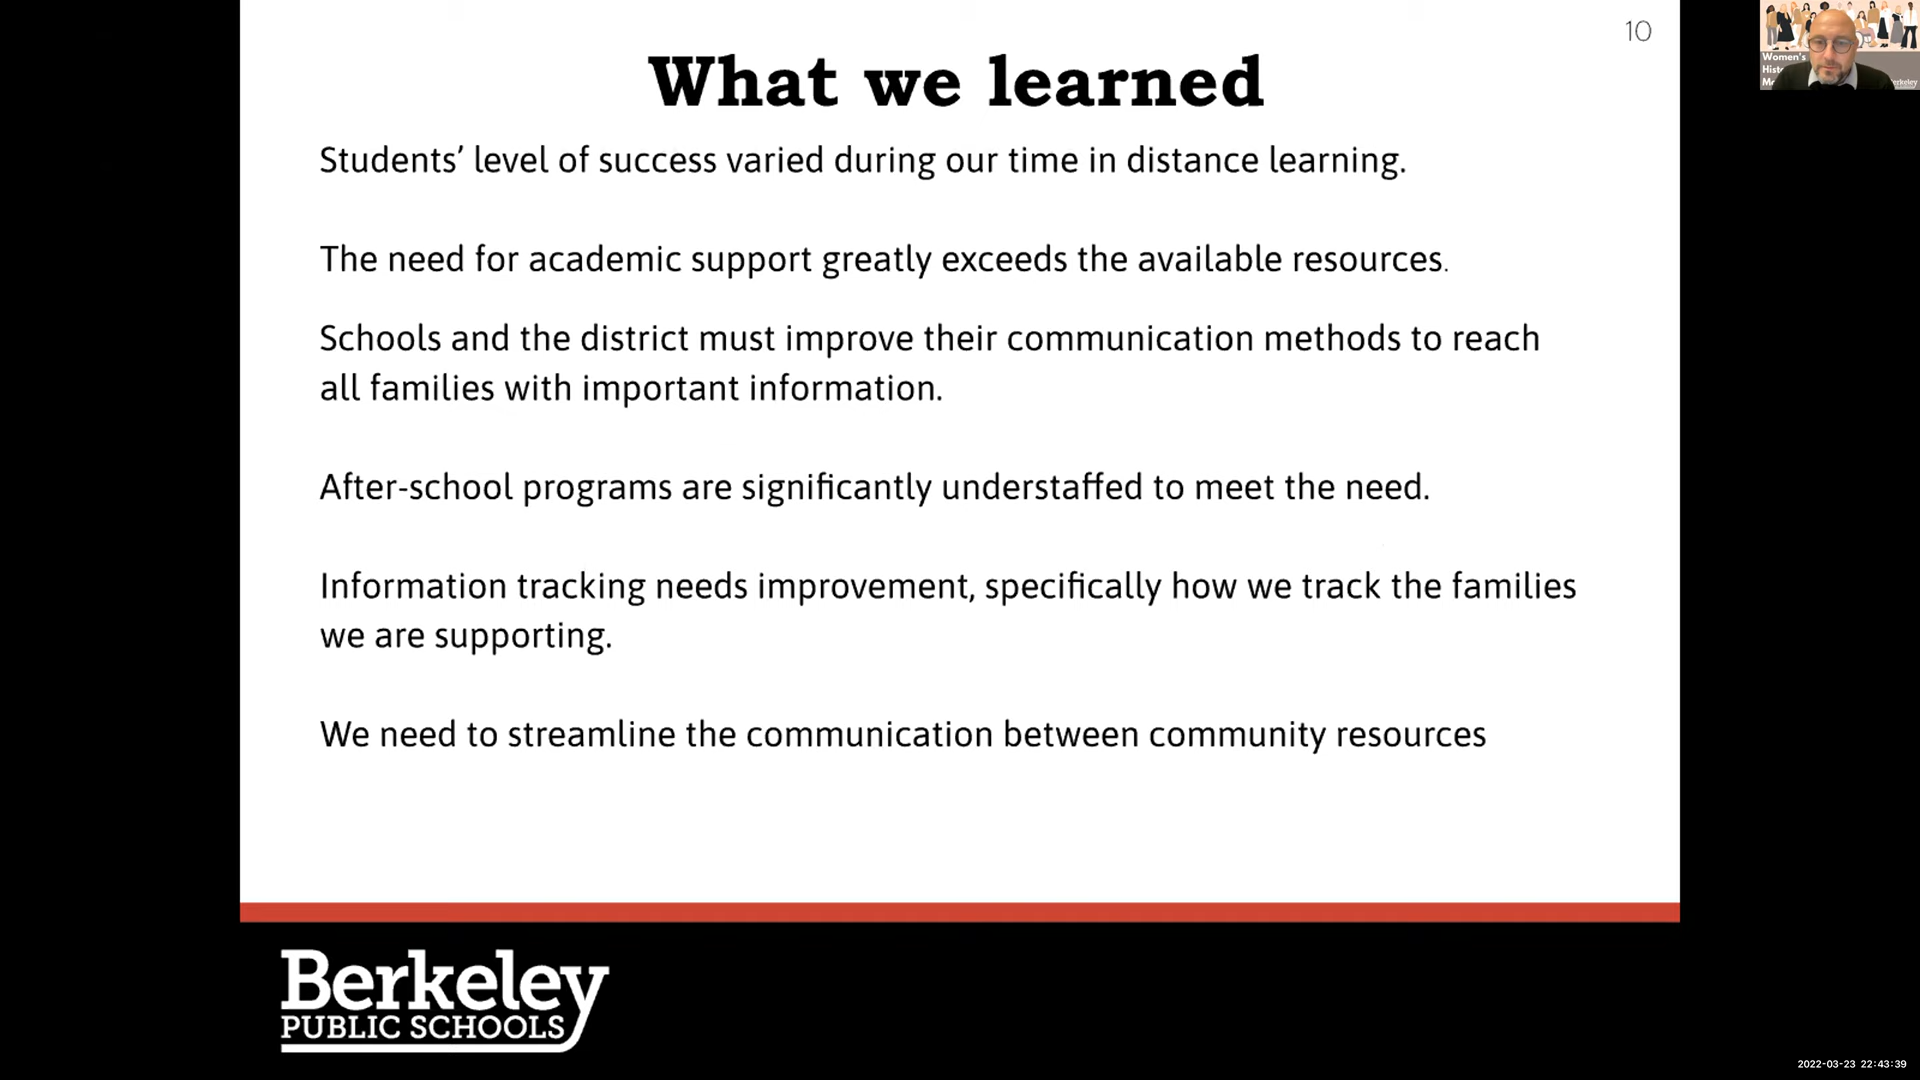 10
What we learned
Students’ level of success varied during our time in distance learning.
The need for academic support greatly exceeds the available resources.
Schools and the district must improve their communication methods to reach
all families with important information.
After-school programs are significantly understaffed to meet the need.
Information tracking needs improvement, specifically how we track the families
we are supporting.
We need to streamline the communication between community resources
Berkeley
PUBLIC SCHOOLS
Women's
2022-03-23 22:43:39